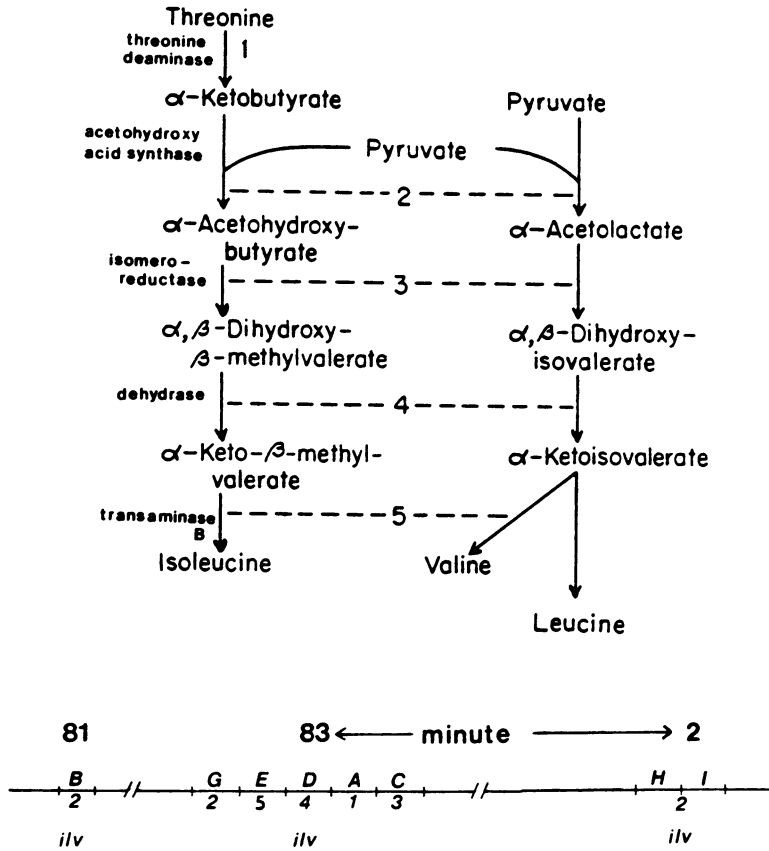 Threonine
threonine
deaminase 1
α-Ketobutyrate Pyruvate
acetohydroxy
acid synthase
Pyruvate
2
α-Acetohydroxy-
butyrate
α-Acetolactate
isomero-
reductase
3
α,β-Dihydroxy-
β-methylvalerate
α,β-Dihydroxy-
isovalerate
dehydrase
4
α-Keto-β-methyl-
valerate
α-Ketoisovalerate
transaminase
B
5
Isoleucine Valine
Leucine
81 83 minute 2
B G E D A C H I
2 2 5 4 1 3 2
ilv ilv ilv